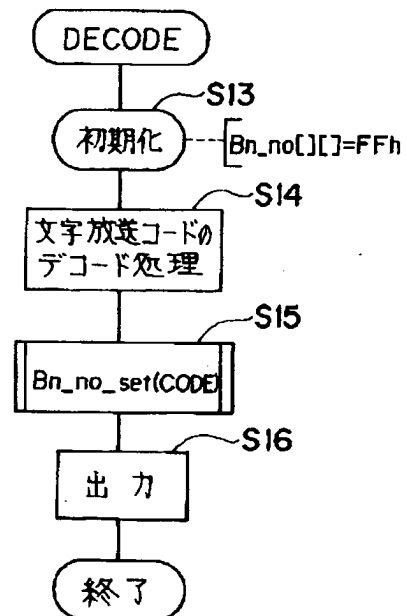 DECODE
S13
初期化
Bn_no[][]=FFh
S14
文字放送コードの
デコード処理
S15
Bn_no_set(CODE)
S16
出力
終了